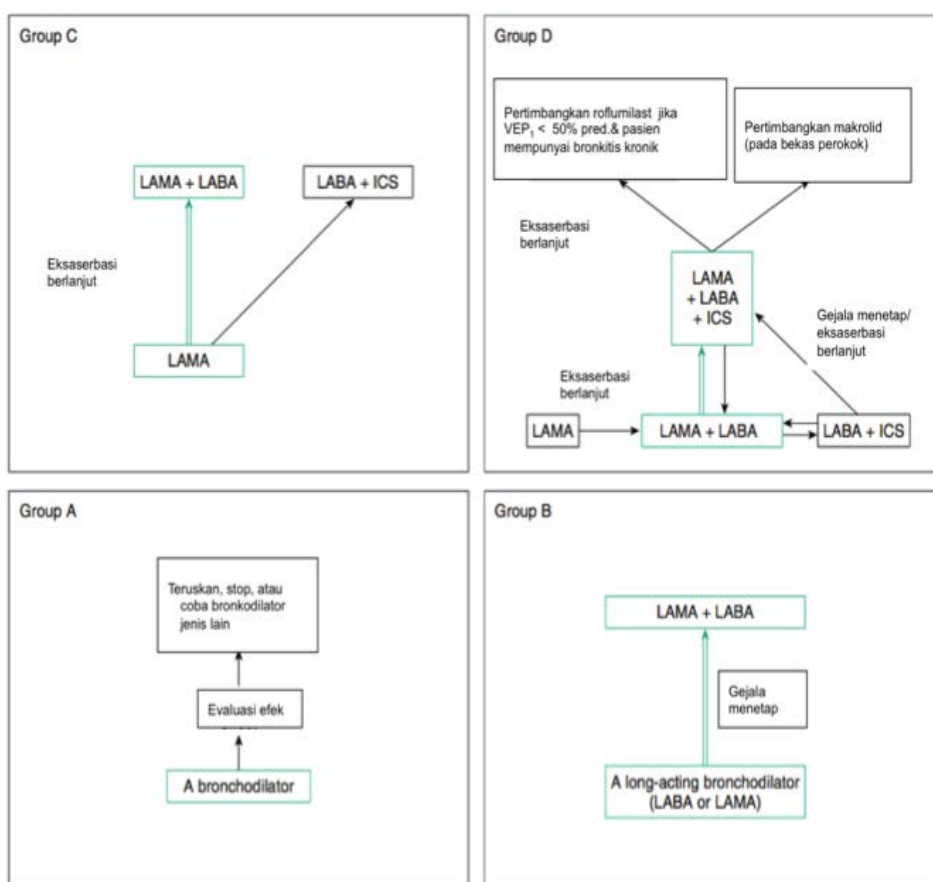 Group C
LAMA + LABA
LABA + ICS
Eksaserbasi
berlanjut
LAMA
Group D
Pertimbangkan roflumilast jika
VEP₁ < 50% pred.& pasien
mempunyai bronkitis kronik
Pertimbangkan makrolid
(pada bekas perokok)
Eksaserbasi
berlanjut
LAMA
+ LABA
+ ICS
Gejala menetap/
eksaserbasi
berlanjut
Eksaserbasi
berlanjut
LAMA
LAMA + LABA
LABA + ICS
Group A
Teruskan, stop, atau
coba bronkodilator
jenis lain
Evaluasi efek
A bronchodilator
Group B
LAMA + LABA
Gejala
menetap
A long-acting bronchodilator
(LABA or LAMA)